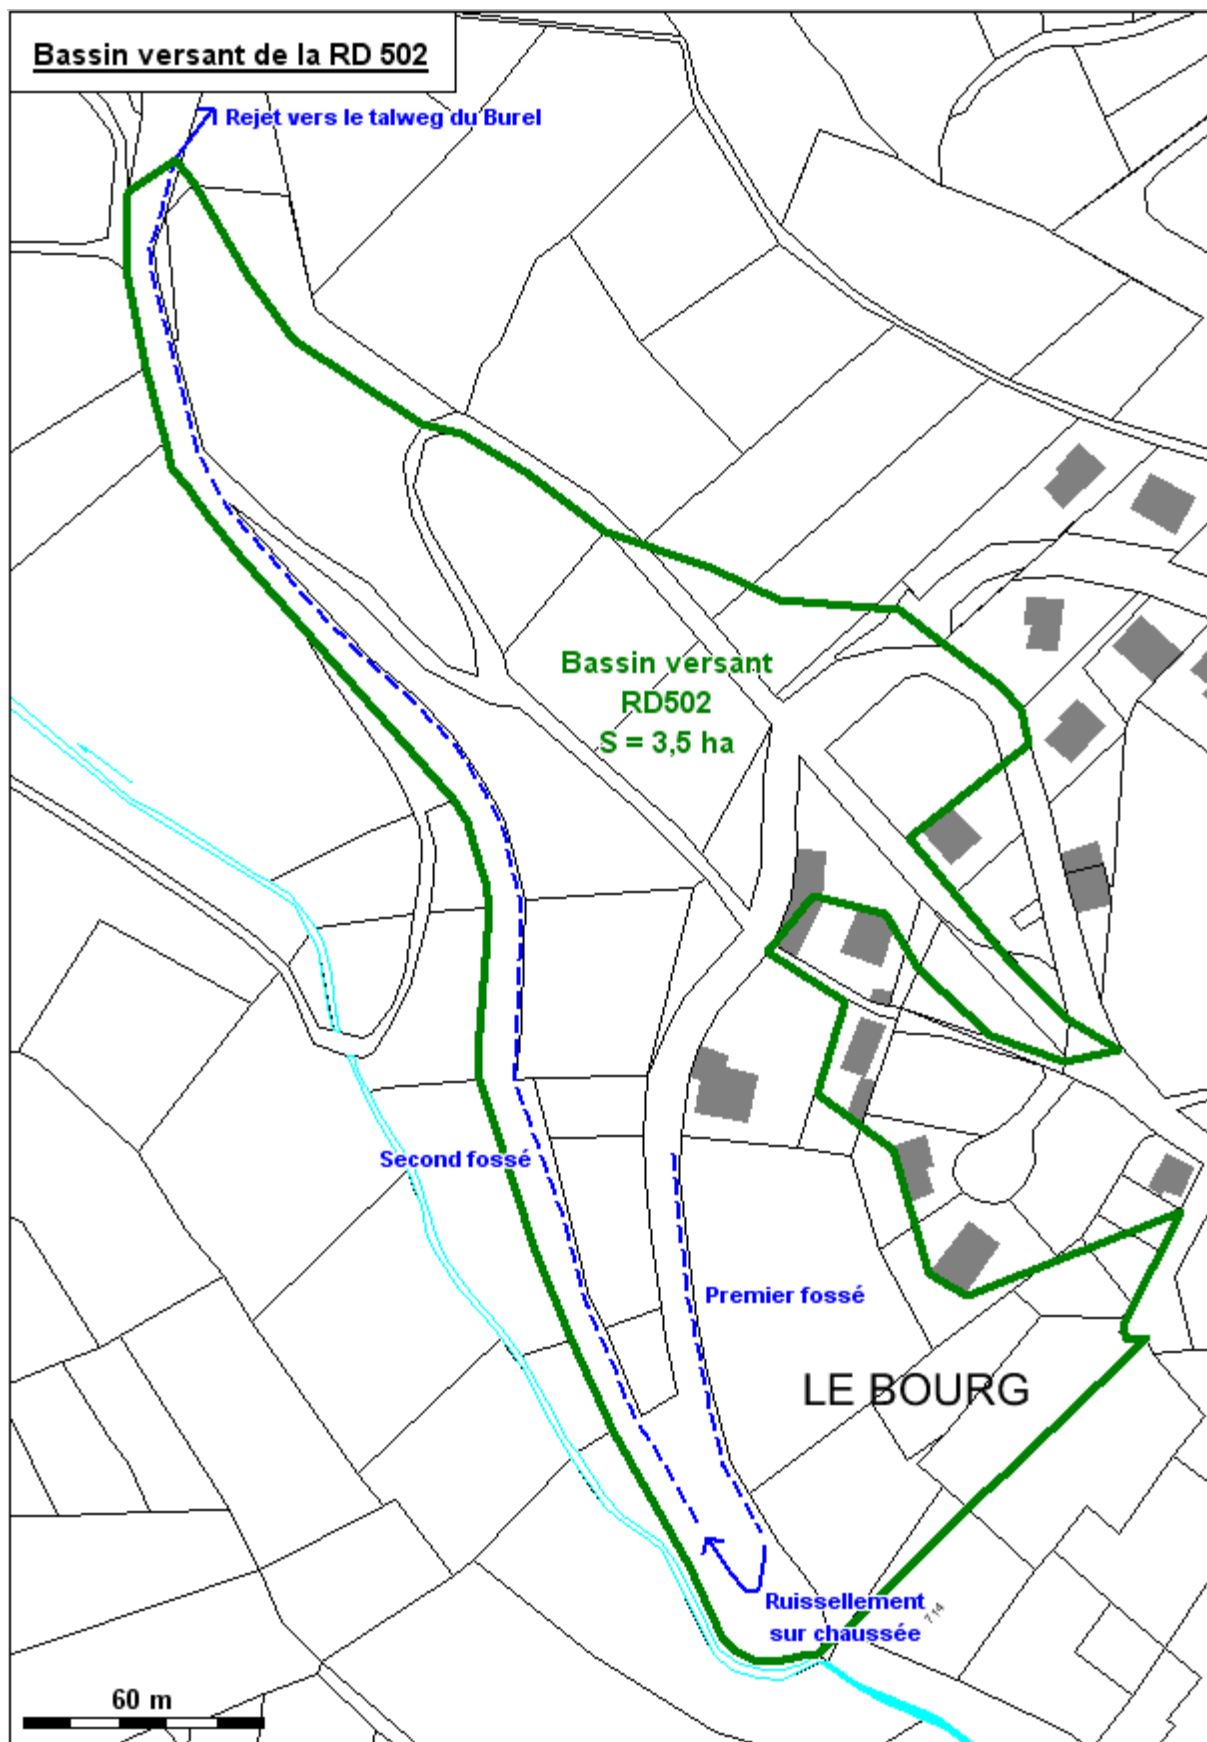 Bassin versant de la RD 502
Rejet vers le talweg du Burel
Bassin versant
RD502
S = 3,5 ha
Second fossé
Premier fossé
LE BOURG
Ruissellement
sur chaussée
714
60 m